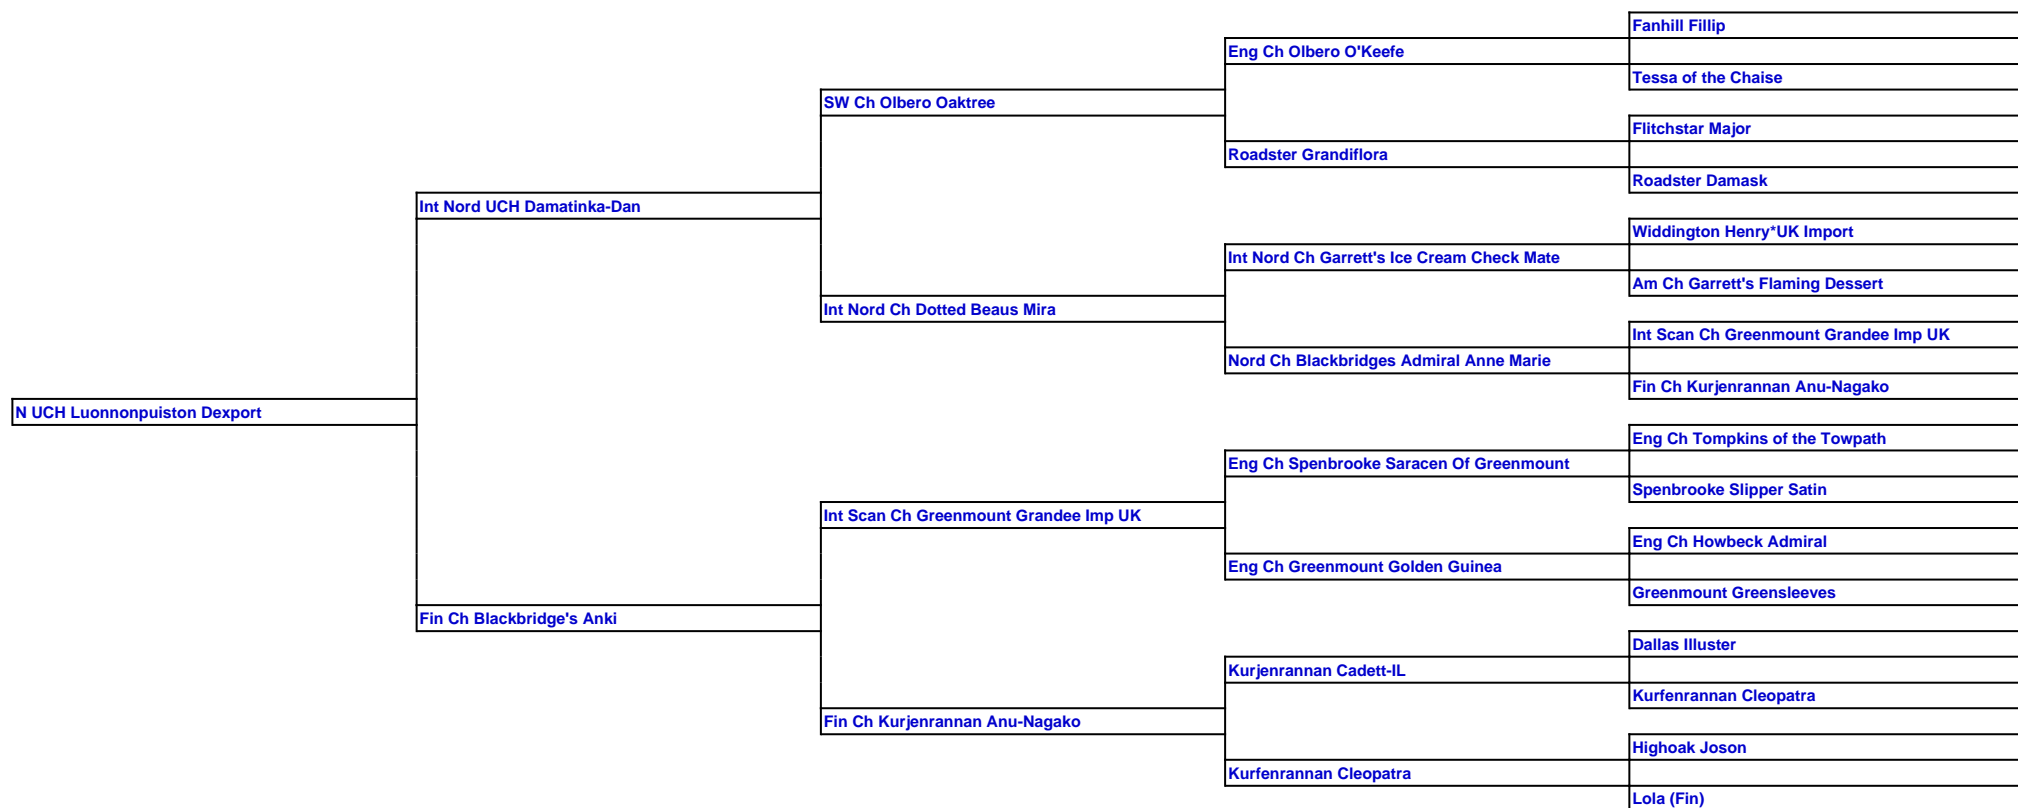 Fanhill Fillip
Eng Ch Olbero O'Keefe
Tessa of the Chaise
SW Ch Olbero Oaktree
Flitchstar Major
Roadster Grandiflora
Roadster Damask
Int Nord UCH Damatinka-Dan
Widdington Henry*UK Import
Int Nord Ch Garrett's Ice Cream Check Mate
Am Ch Garrett's Flaming Dessert
Int Nord Ch Dotted Beaus Mira
Int Scan Ch Greenmount Grandee Imp UK
Nord Ch Blackbridges Admiral Anne Marie
Fin Ch Kurjenrannan Anu-Nagako
N UCH Luonnonpuiston Dexport
Eng Ch Tompkins of the Towpath
Eng Ch Spenbrooke Saracen Of Greenmount
Spenbrooke Slipper Satin
Int Scan Ch Greenmount Grandee Imp UK
Eng Ch Howbeck Admiral
Eng Ch Greenmount Golden Guinea
Greenmount Greensleeves
Fin Ch Blackbridge's Anki
Dallas Illuster
Kurjenrannan Cadett-IL
Kurfenrannan Cleopatra
Fin Ch Kurjenrannan Anu-Nagako
Highoak Joson
Kurfenrannan Cleopatra
Lola (Fin)